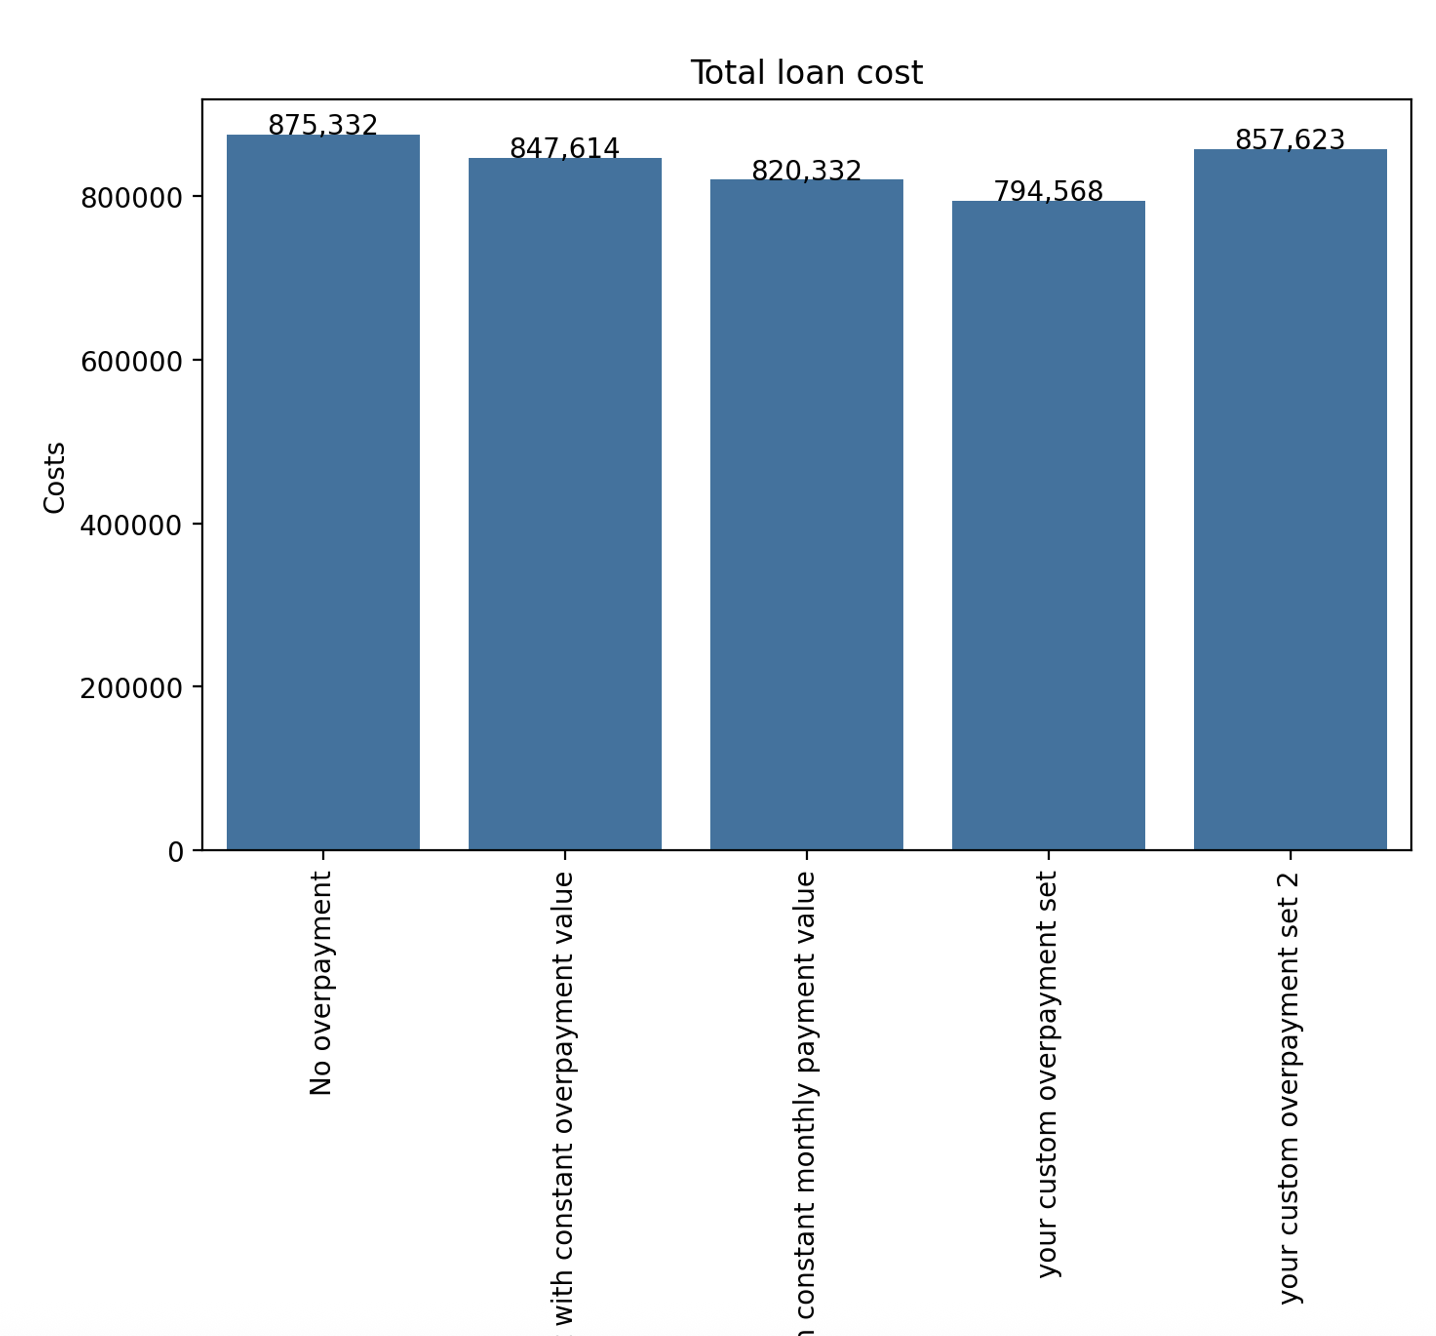 Total loan cost
875,332
847,614
820,332
794,568
857,623
Costs
800000
600000
400000
200000
0
No overpayment
with constant overpayment value
constant monthly payment value
your custom overpayment set
your custom overpayment set 2